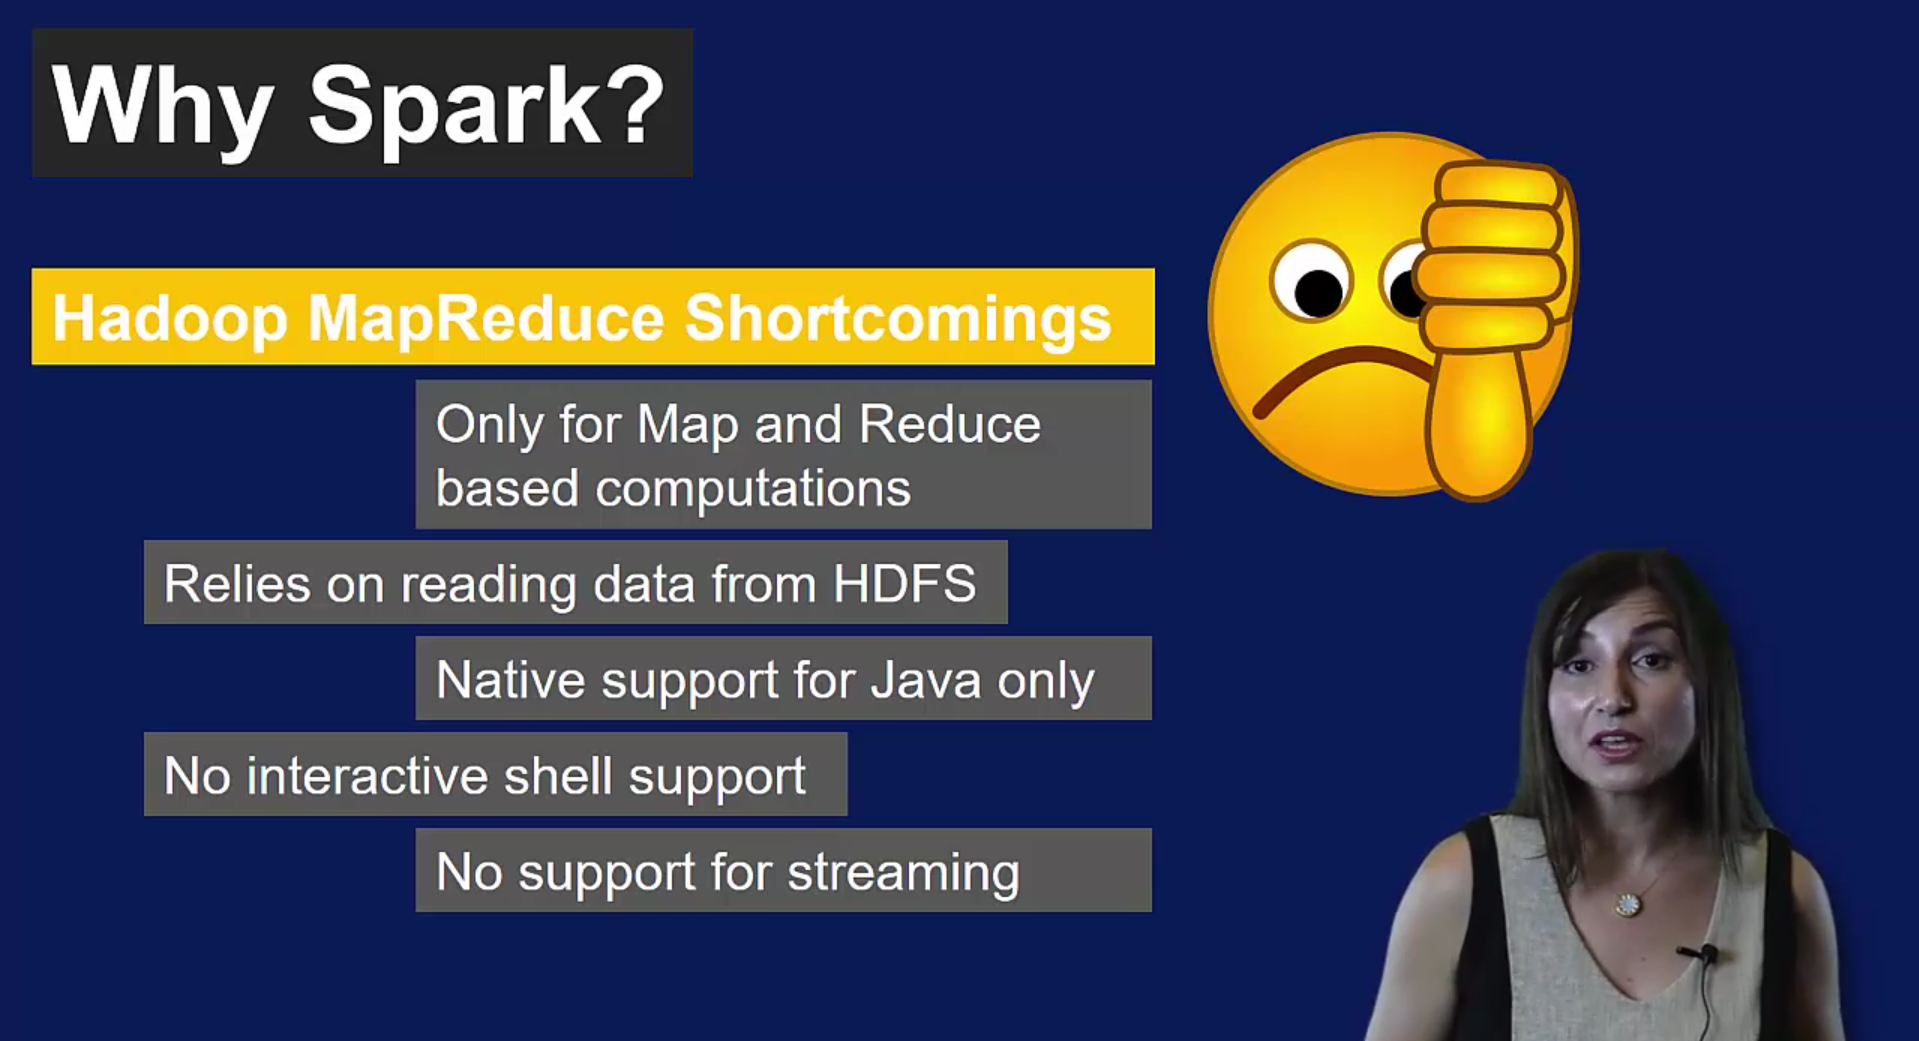 Why Spark?
Hadoop MapReduce Shortcomings
Only for Map and Reduce
based computations
Relies on reading data from HDFS
Native support for Java only
No interactive shell support
No support for streaming